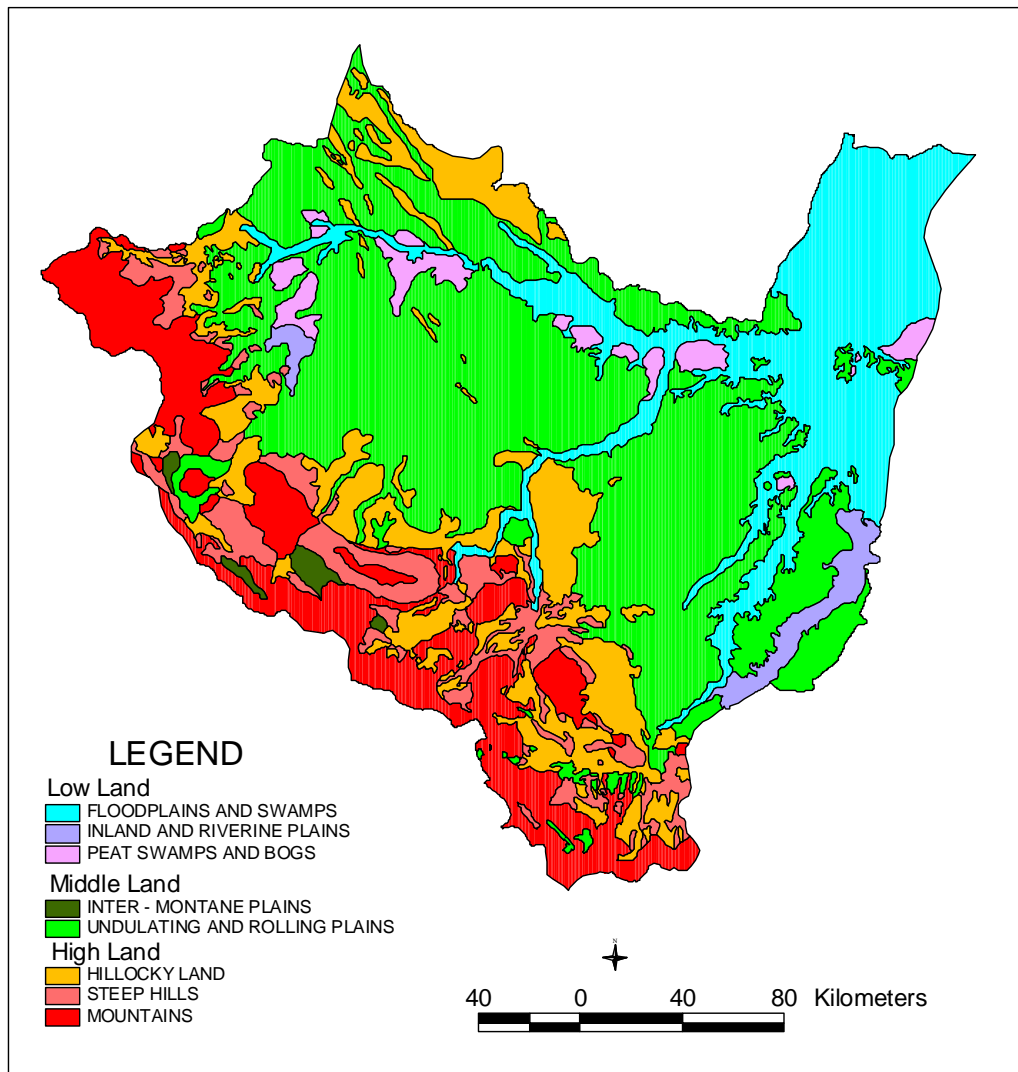 LEGEND
Low Land
FLOODPLAINS AND SWAMPS
INLAND AND RIVERINE PLAINS
PEAT SWAMPS AND BOGS
Middle Land
INTER - MONTANE PLAINS
UNDULATING AND ROLLING PLAINS
High Land
HILLOCKY LAND
STEEP HILLS
MOUNTAINS
N
40 0 40 80 Kilometers